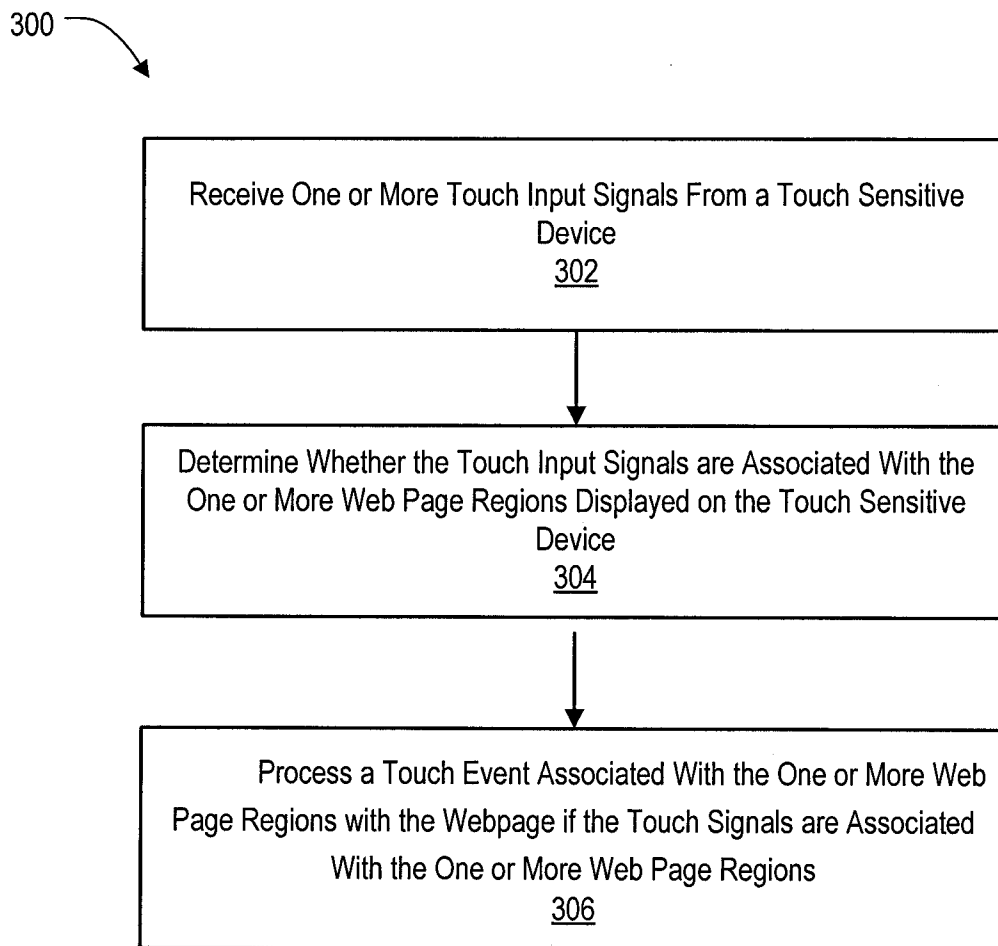 300
Receive One or More Touch Input Signals From a Touch Sensitive
Device
302
Determine Whether the Touch Input Signals are Associated With the
One or More Web Page Regions Displayed on the Touch Sensitive
Device
304
Process a Touch Event Associated With the One or More Web
Page Regions with the Webpage if the Touch Signals are Associated
With the One or More Web Page Regions
306